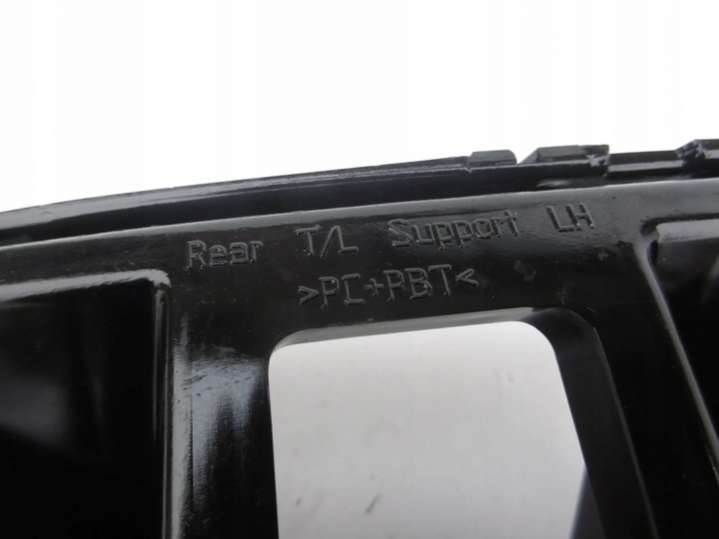 Rear T/L Support LH
>PC+PBT<